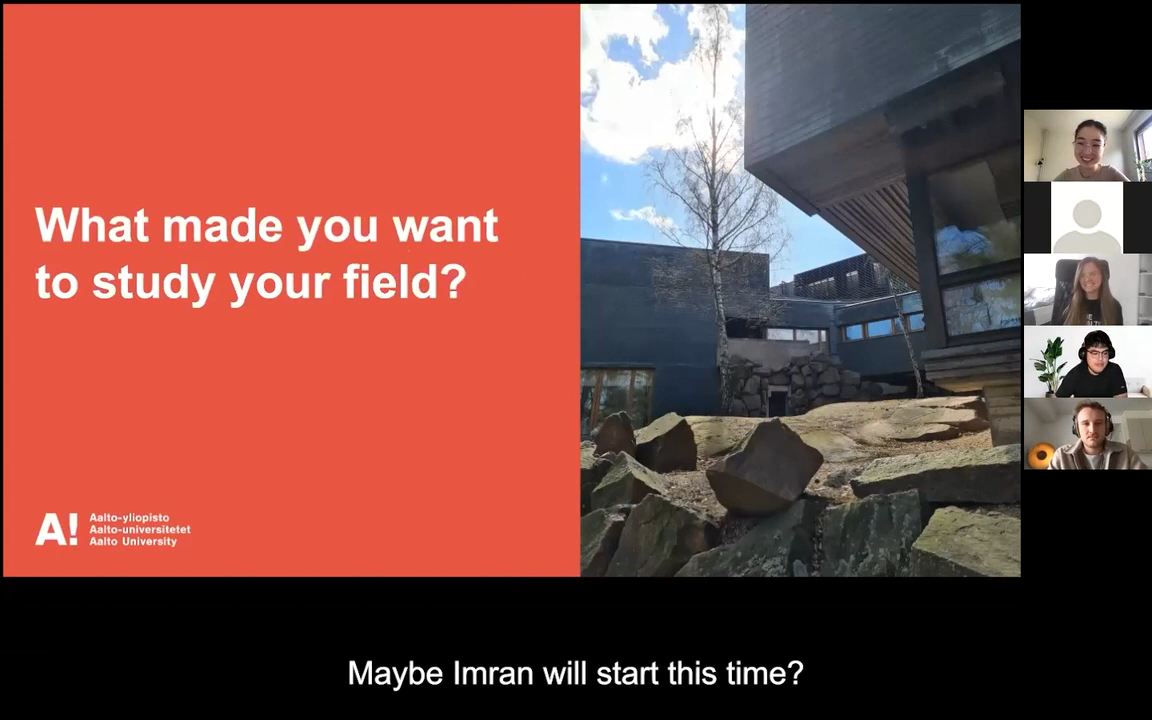 What made you want
to study your field?
A! Aalto-yliopisto
Aalto-universitetet
Aalto University
Maybe Imran will start this time?